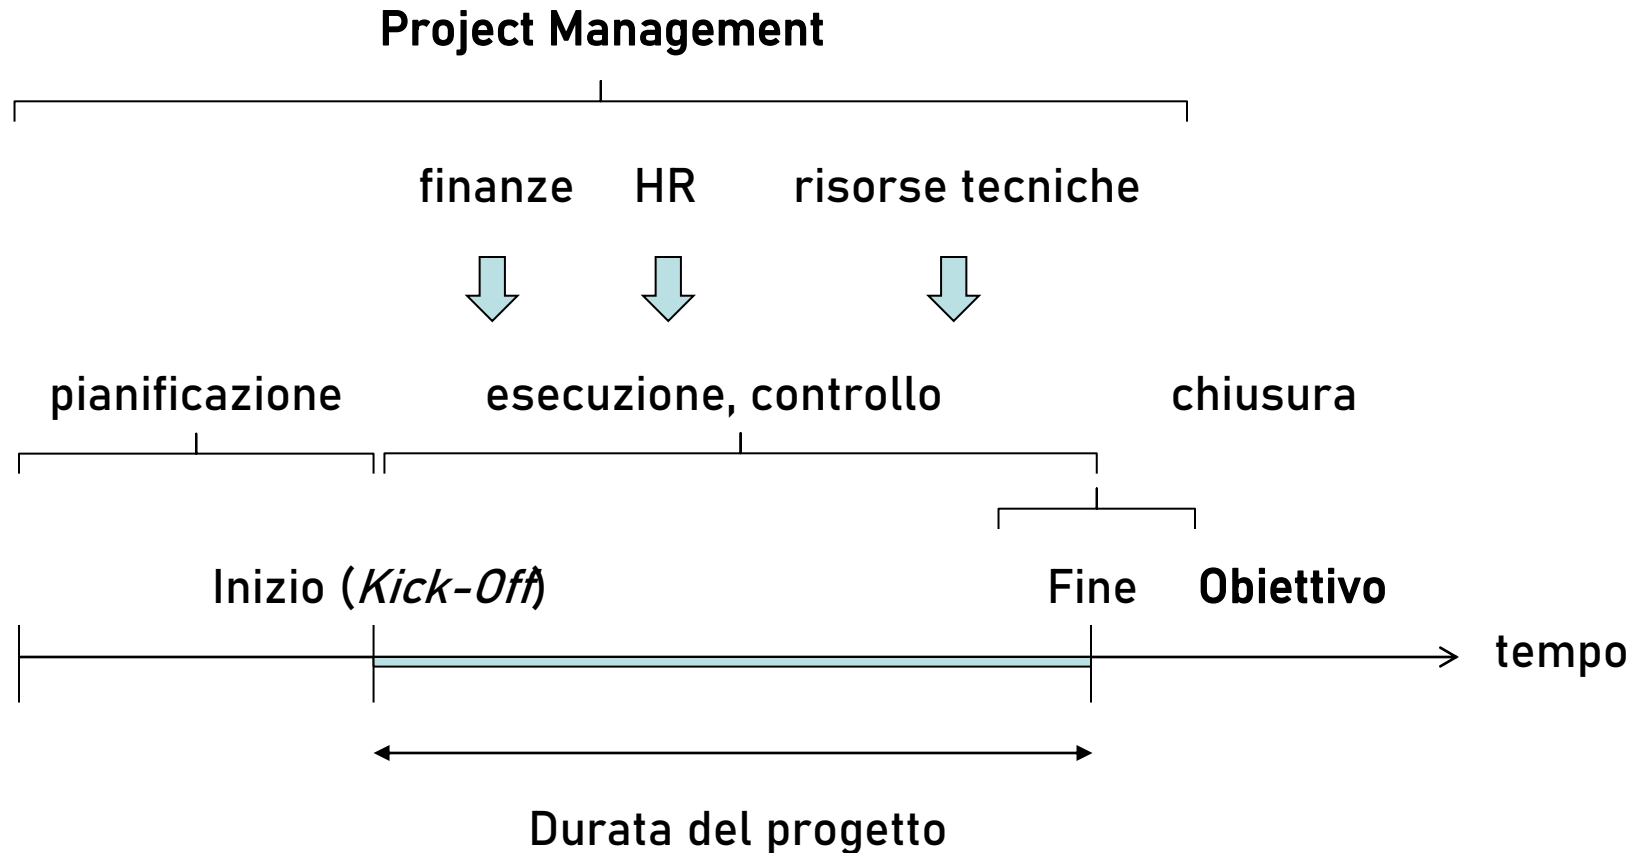 Project Management
finanze HR risorse tecniche
pianificazione esecuzione, controllo chiusura
Inizio (Kick-Off) Fine Obiettivo
tempo
Durata del progetto